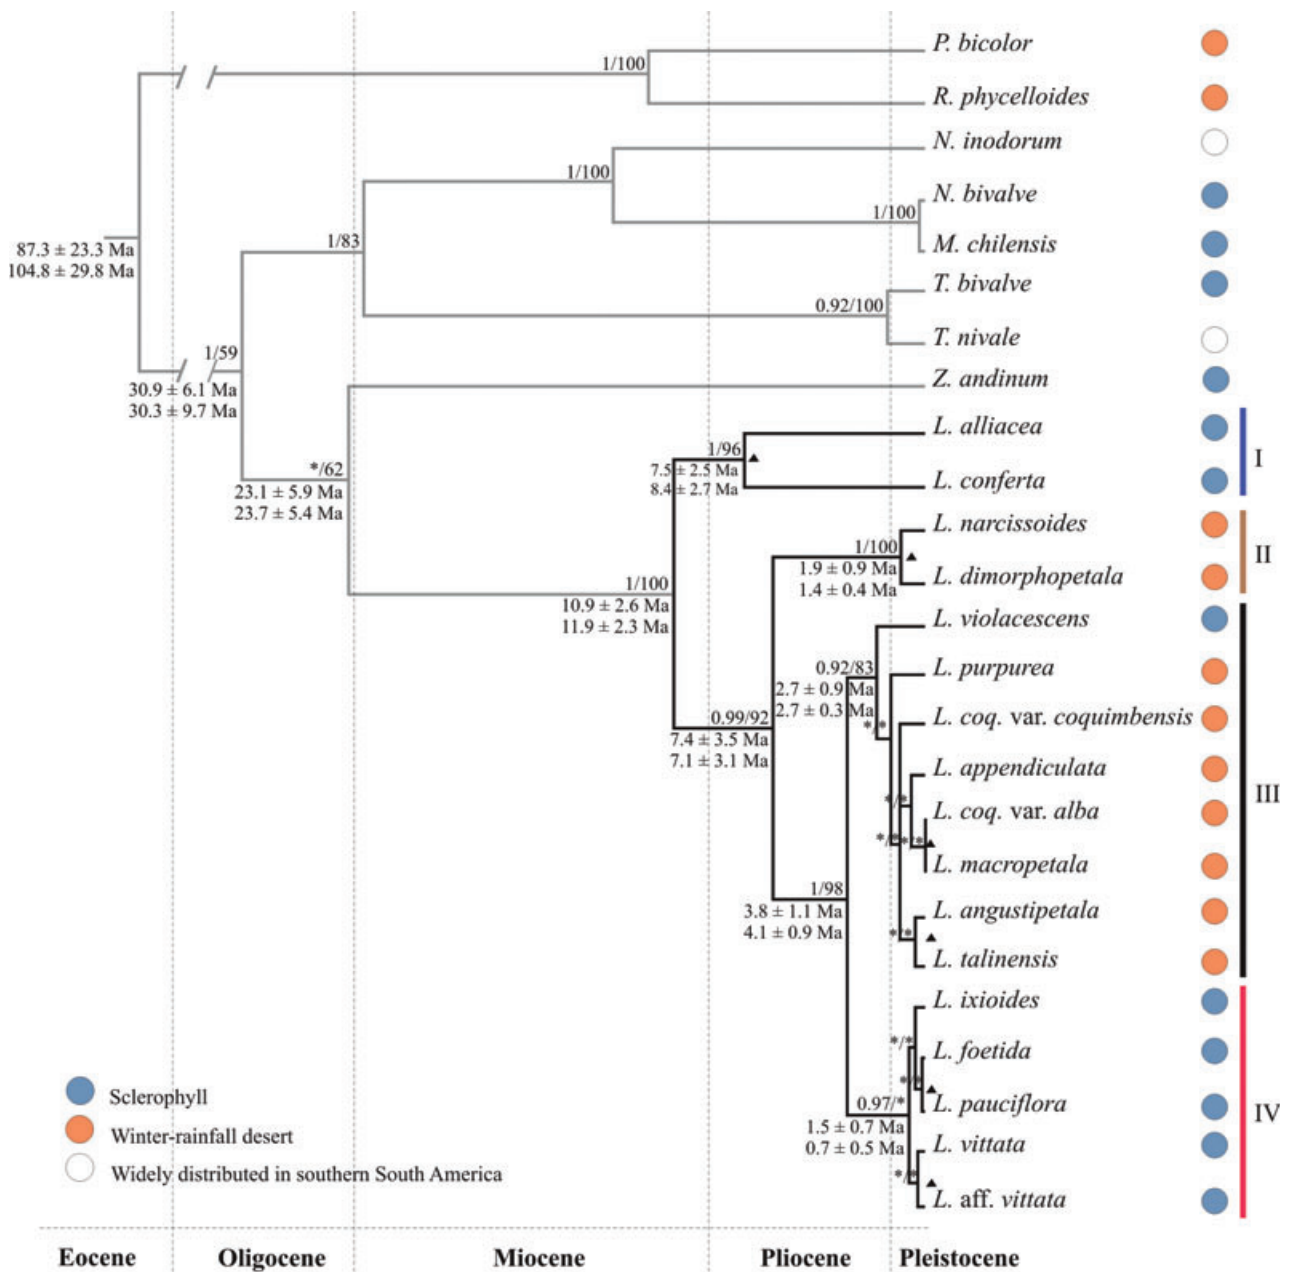 P. bicolor
1/100
R. phycelloides
N. inodorum
1/100
N. bivalve
1/100
M. chilensis
1/83
87.3 ± 23.3 Ma
104.8 ± 29.8 Ma
T. bivalve
0.92/100
T. nivale
1/59
30.9 ± 6.1 Ma
30.3 ± 9.7 Ma
Z. andinum
L. alliacea
1/96
I
7.5 ± 2.5 Ma
8.4 ± 2.7 Ma
L. conferta
*/62
23.1 ± 5.9 Ma
23.7 ± 5.4 Ma
L. narcissoides
1/100
II
1.9 ± 0.9 Ma
1.4 ± 0.4 Ma
L. dimorphopetala
1/100
10.9 ± 2.6 Ma
11.9 ± 2.3 Ma
L. violacescens
0.92/83
2.7 ± 0.9 Ma
2.7 ± 0.3 Ma
L. purpurea
0.99/92
7.4 ± 3.5 Ma
7.1 ± 3.1 Ma
*/*
L. coq. var. coquimbensis
L. appendiculata
III
*/*
L. coq. var. alba
*/*
*/*
L. macropetala
1/98
3.8 ± 1.1 Ma
4.1 ± 0.9 Ma
L. angustipetala
*/*
L. talinensis
L. ixioides
*/*
L. foetida
*/*
L. pauciflora
IV
0.97/*
1.5 ± 0.7 Ma
0.7 ± 0.5 Ma
L. vittata
*/*
L. aff. vittata
Sclerophyll
Winter-rainfall desert
Widely distributed in southern South America
Eocene Oligocene Miocene Pliocene Pleistocene